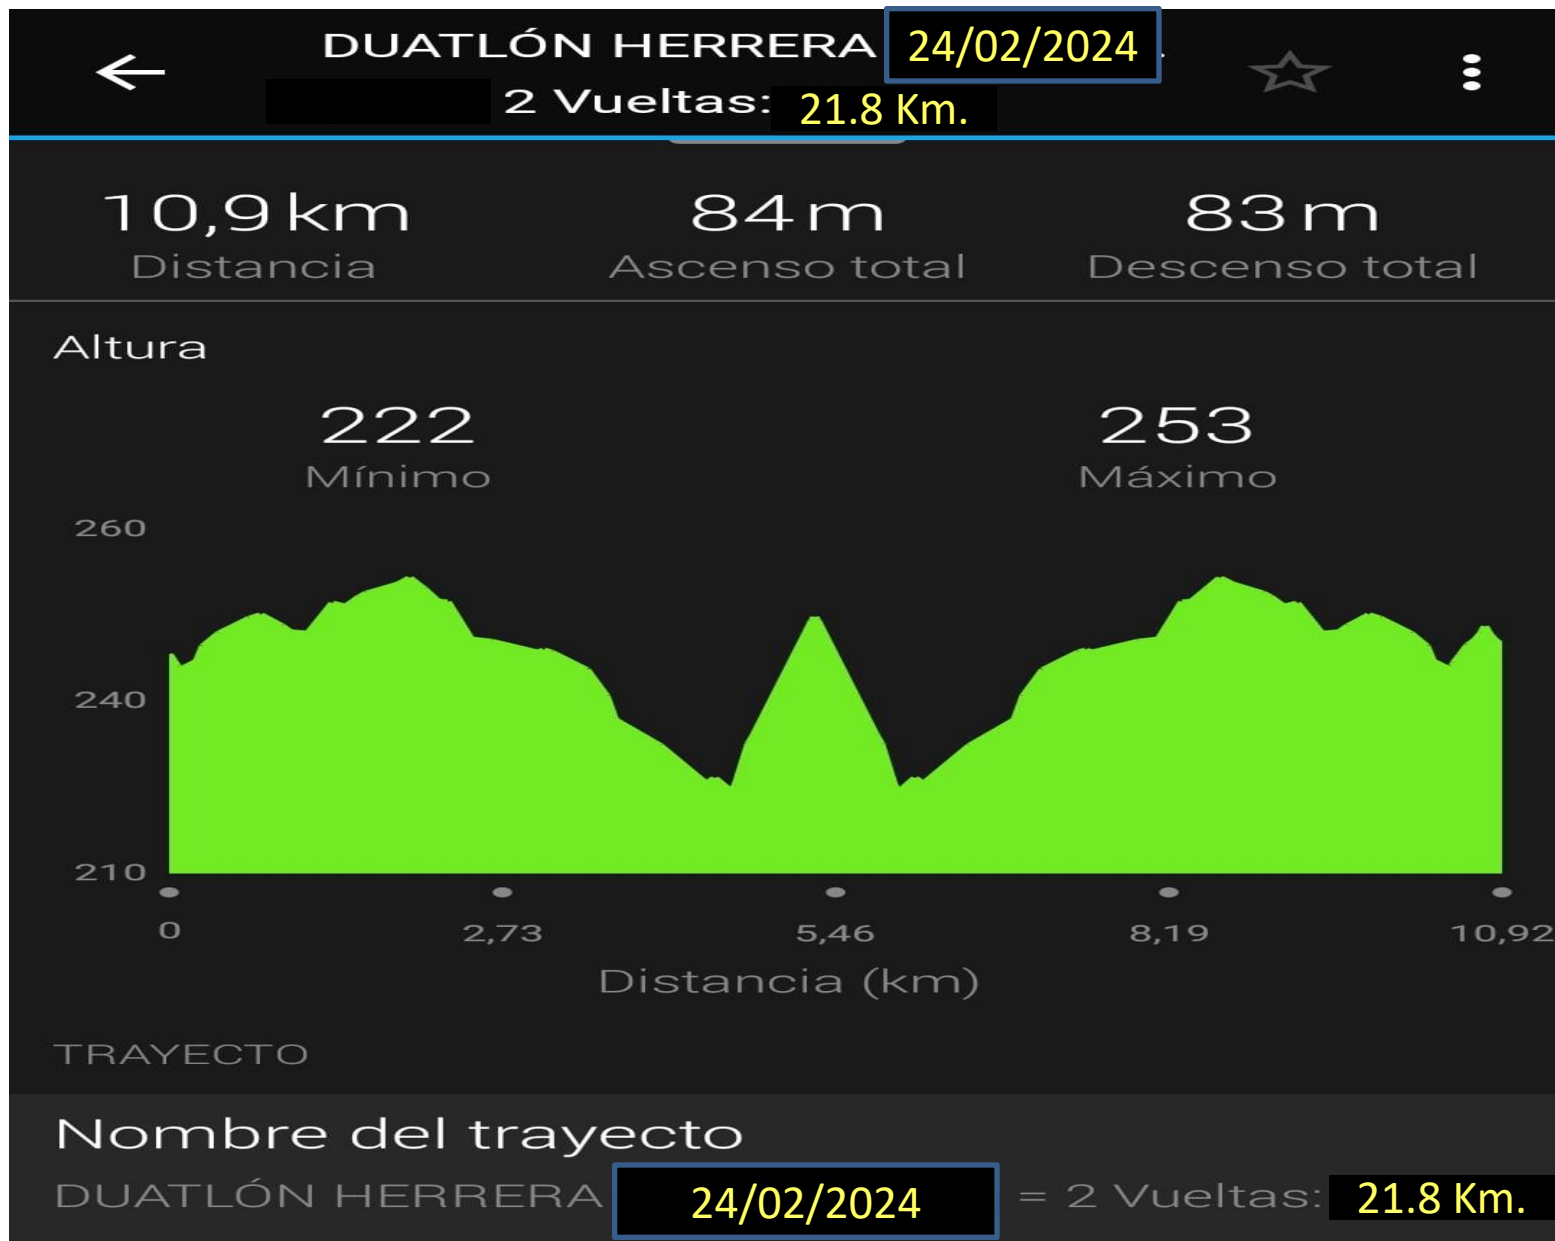 DUATLÓN HERRERA 24/02/2024
2 Vueltas: 21.8 Km.
10,9 km 84 m 83 m
Distancia Ascenso total Descenso total
Altura
222 253
Mínimo Máximo
260
240
210
0 2,73 5,46 8,19 10,92
Distancia (km)
TRAYECTO
Nombre del trayecto
DUATLÓN HERRERA 24/02/2024 = 2 Vueltas: 21.8 Km.